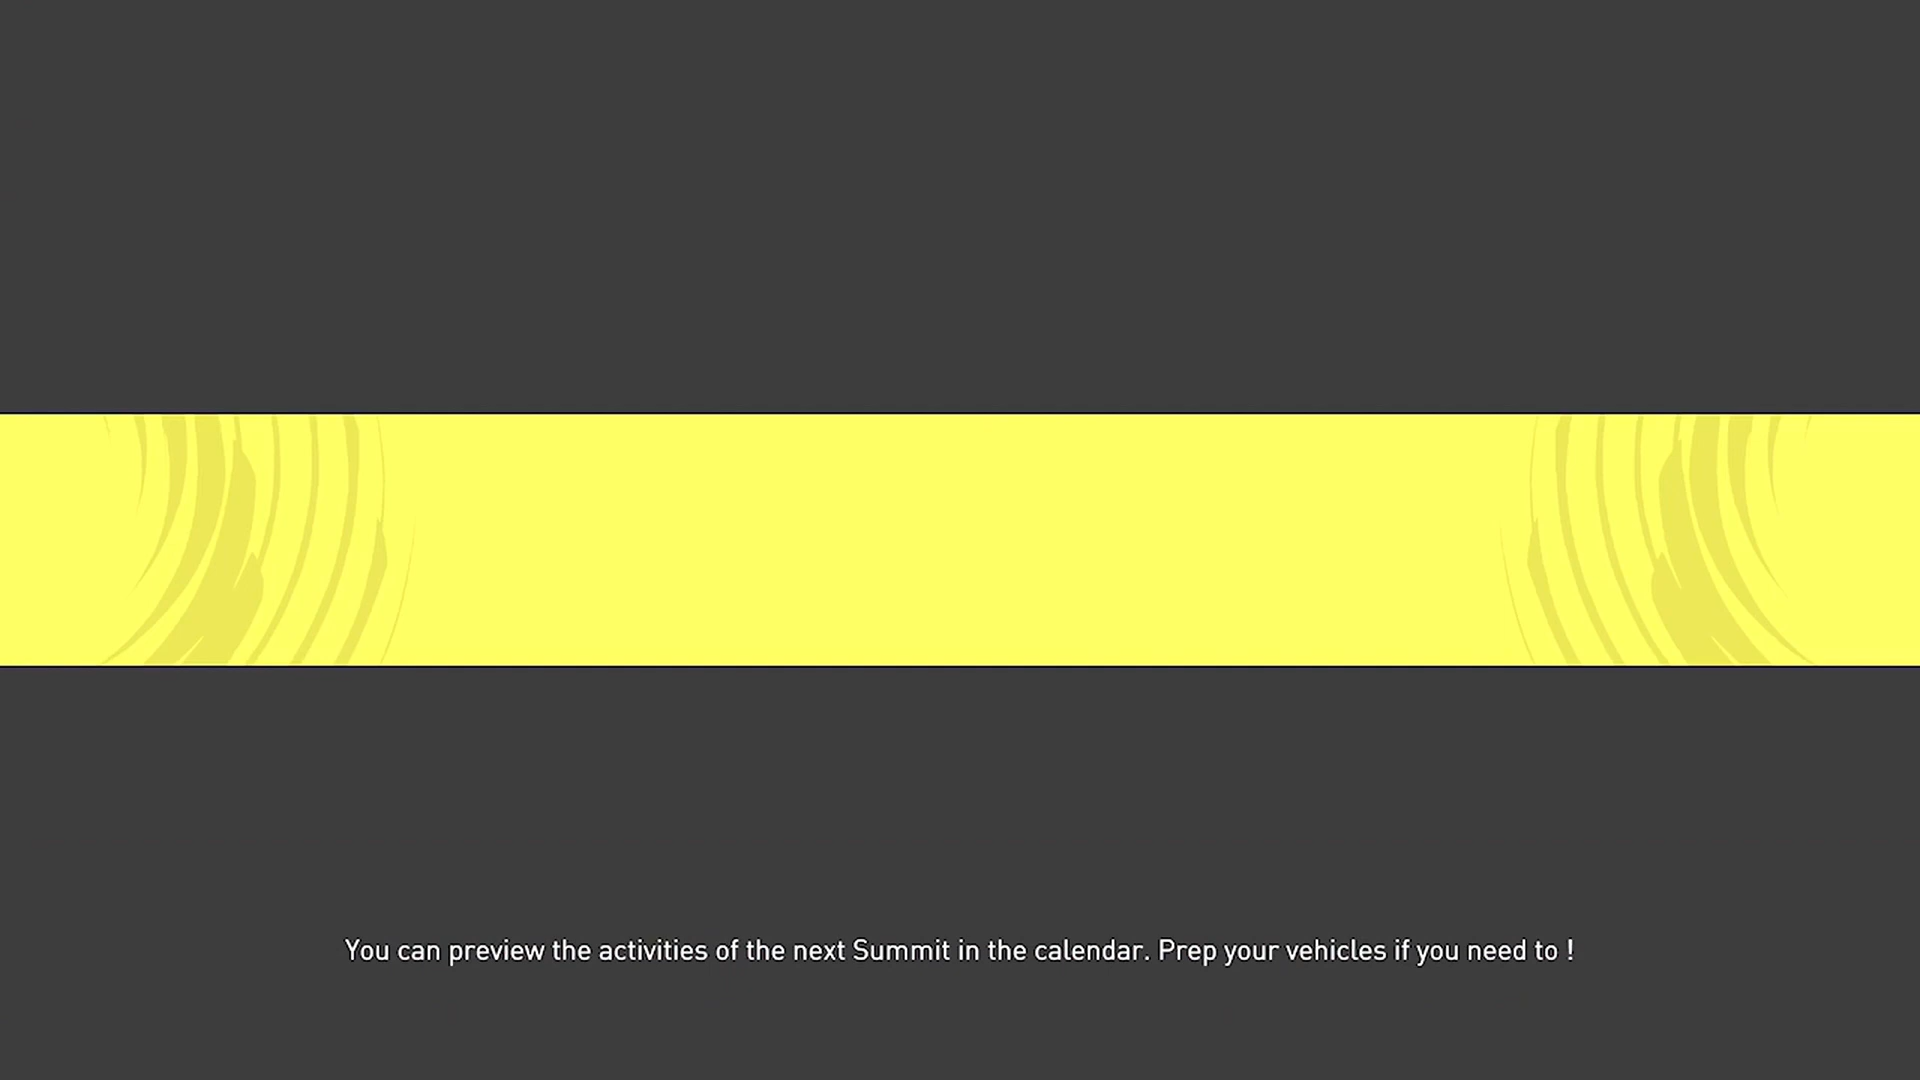 You can preview the activities of the next Summit in the calendar. Prep your vehicles if you need to !